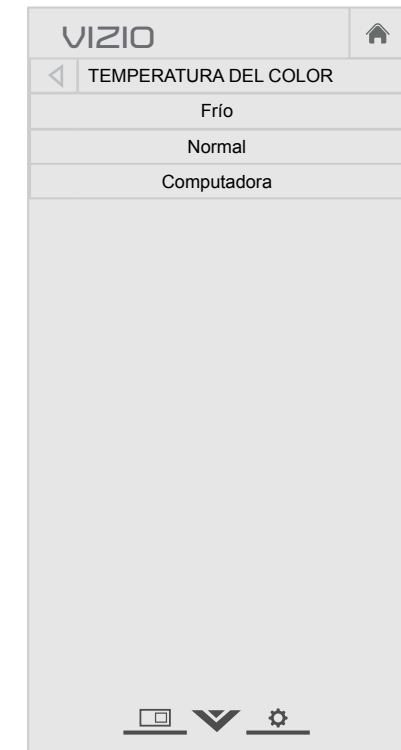 VIZIO
TEMPERATURA DEL COLOR
Frío
Normal
Computadora